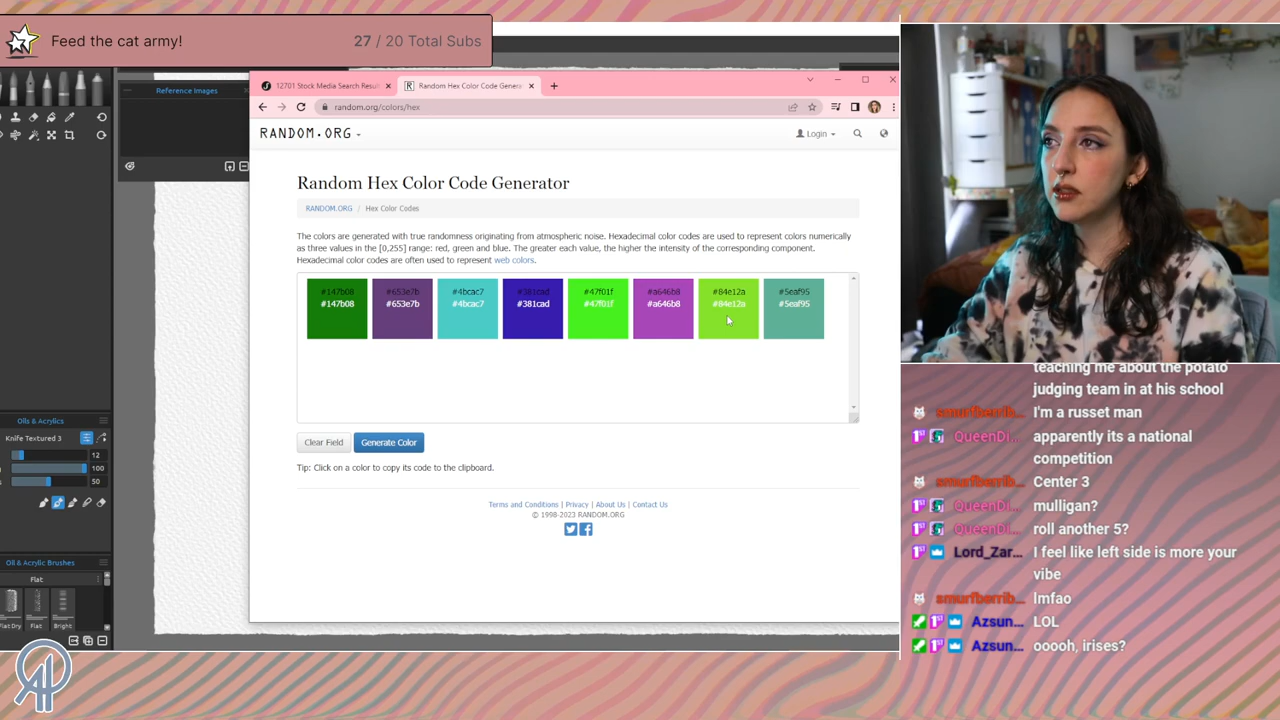 Feed the cat army!
27 / 20 Total Subs
Reference Images
12701 Stock Media Search Resul
Random Hex Color Code Genera
random.org/colors/hex
RANDOM.ORG
Login
Random Hex Color Code Generator
RANDOM.ORG / Hex Color Codes
The colors are generated with true randomness originating from atmospheric noise. Hexadecimal color codes are used to represent colors numerically
as three values in the [0,255] range: red, green and blue. The greater each value, the higher the intensity of the corresponding component.
Hexadecimal color codes are often used to represent web colors.
#147b08 #653e7b #4bcac7 #381cad #47f01f #a646b8 #84e12a #5eaf95
#147b08 #653e7b #4bcac7 #381cad #47f01f #a646b8 #84e12a #5eaf95
Clear Field
Generate Color
Tip: Click on a color to copy its code to the clipboard.
Terms and Conditions | Privacy | About Us | Contact Us
© 1998-2023 RANDOM.ORG
Oils & Acrylics
Knife Textured 3
12
100
50
Oil & Acrylic Brushes
Flat
Flat Dry Flat Bright
teaching me about the potato
judging team in at his school
smurfberrib... I'm a russet man
QueenDi... apparently its a national
competition
smurfberrib... Center 3
QueenDi... mulligan?
QueenDi... roll another 5?
Lord_Zar... I feel like left side is more your
vibe
smurfberrib... lmfao
Azsun... LOL
Azsun... ooooh, irises?